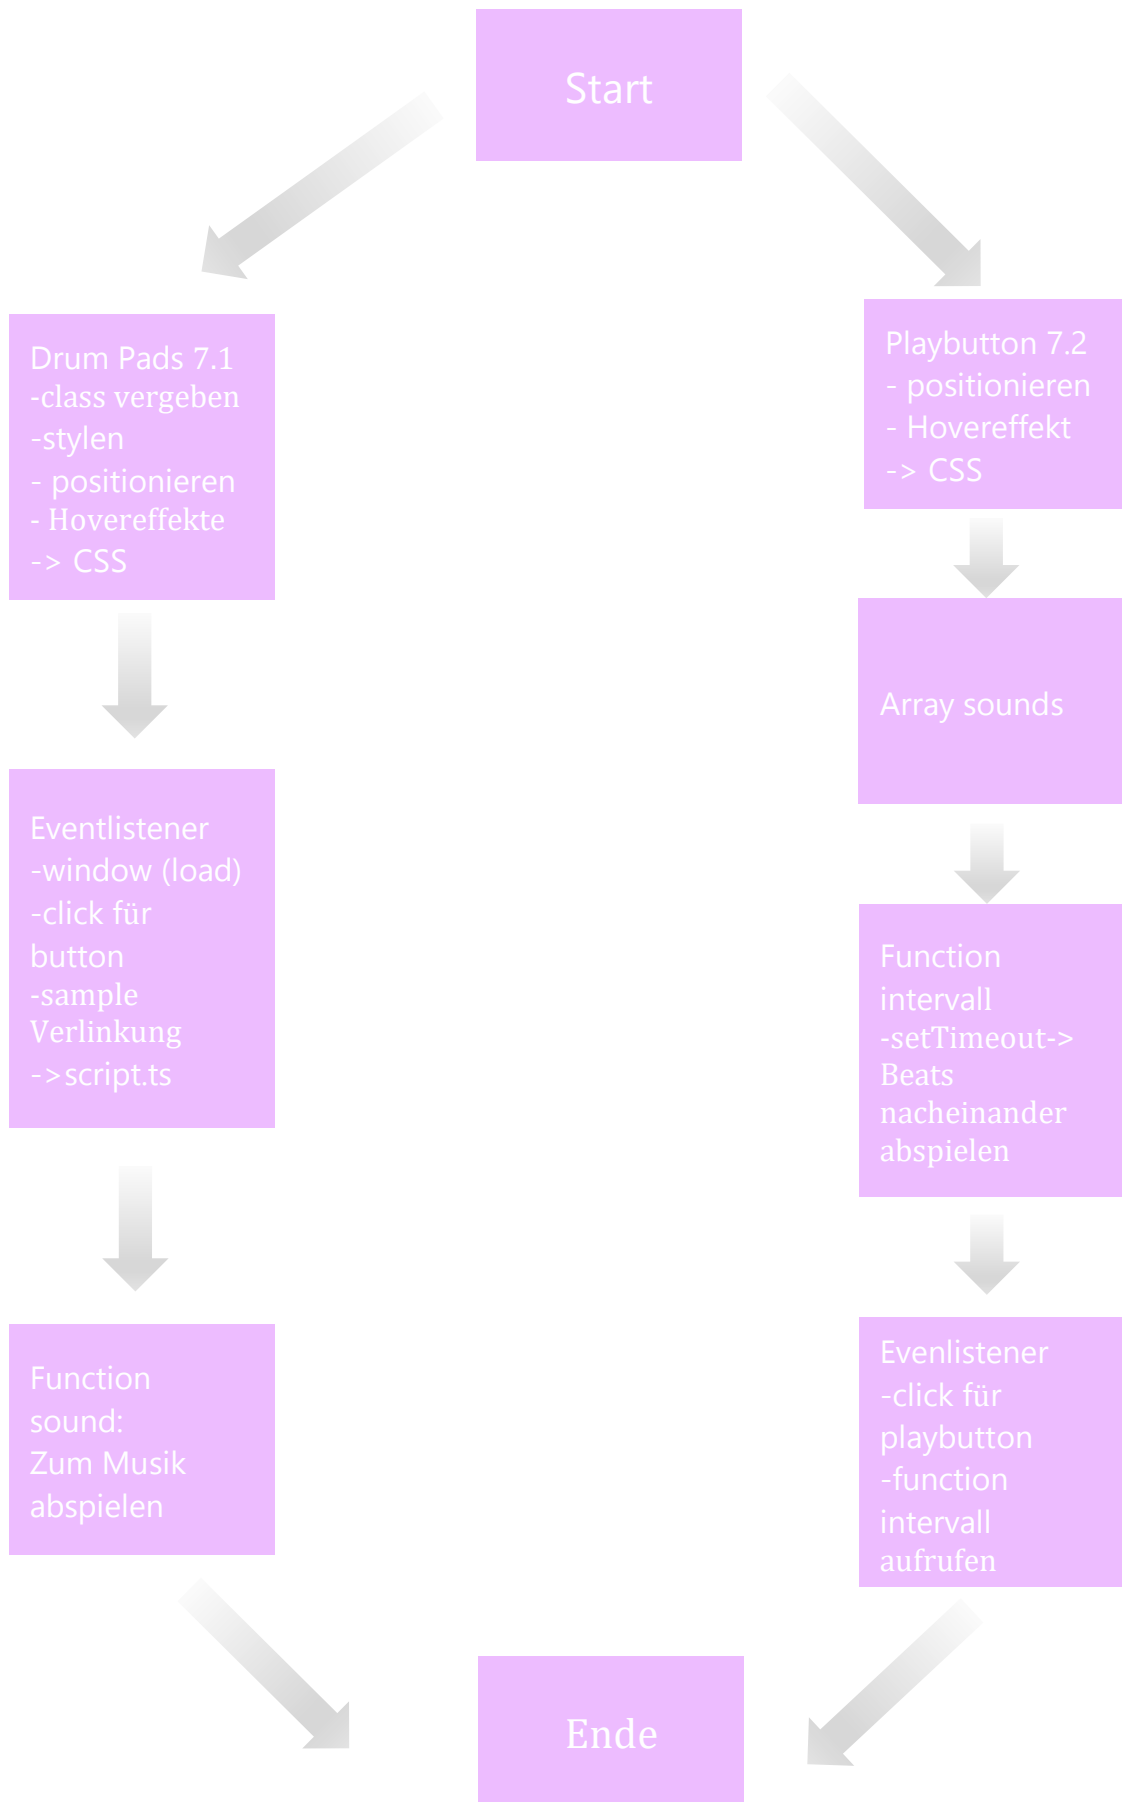 Start
Drum Pads 7.1
-class vergeben
-stylen
- positionieren
- Hovereffekte
-> CSS
Playbutton 7.2
- positionieren
- Hovereffekt
-> CSS
Array sounds
Eventlistener
-window (load)
-click für
button
-sample
Verlinkung
->script.ts
Function
intervall
-setTimeout->
Beats
nacheinander
abspielen
Function
sound:
Zum Musik
abspielen
Evenlistener
-click für
playbutton
-function
intervall
aufrufen
Ende